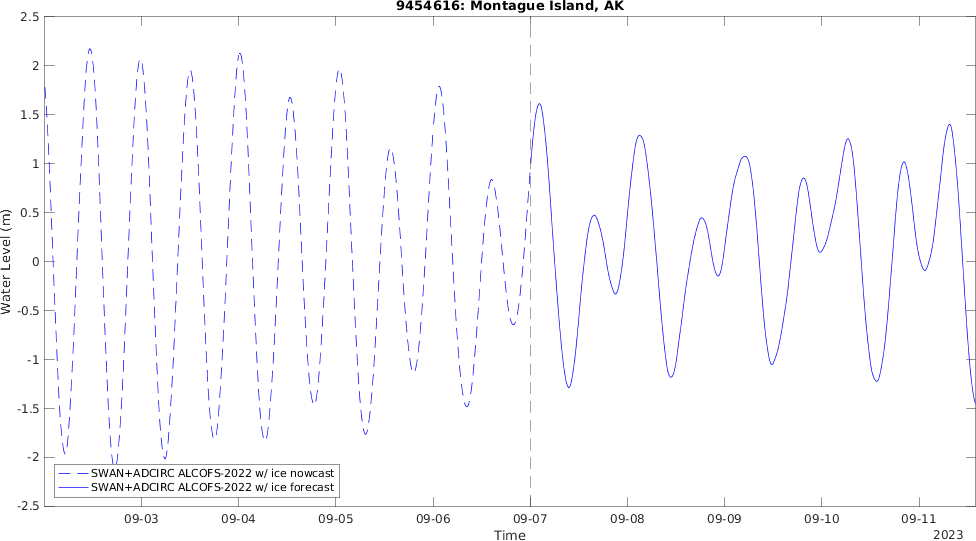 9454616: Montague Island, AK
2.5
2
1.5
1
0.5
0
-0.5
-1
-1.5
-2
-2.5
Water Level (m)
SWAN+ADCIRC ALCOFS-2022 w/ ice nowcast
SWAN+ADCIRC ALCOFS-2022 w/ ice forecast
09-03 09-04 09-05 09-06 09-07 09-08 09-09 09-10 09-11
Time
2023